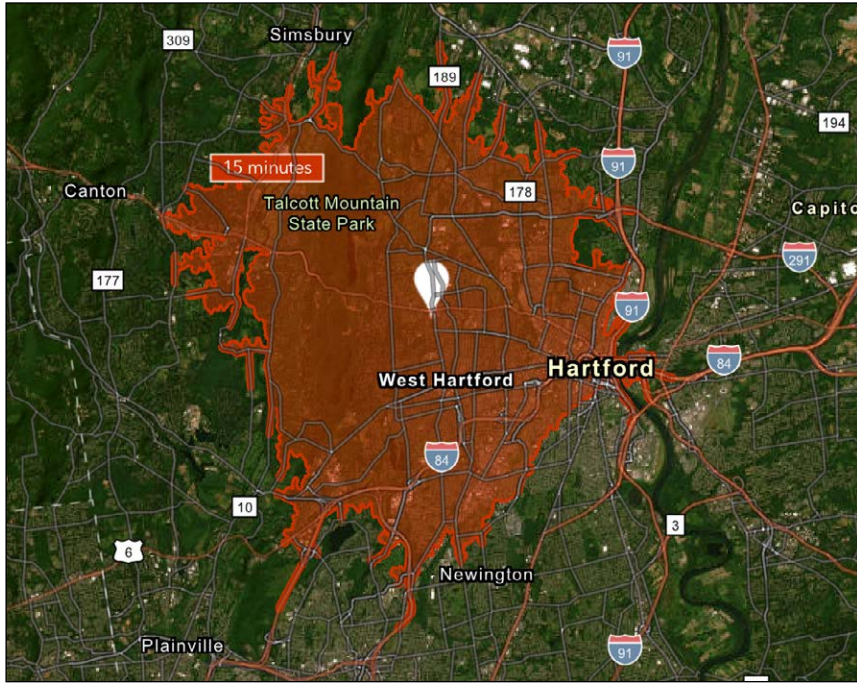 Simsbury
309
91
189
194
91
15 minutes
Canton
178
Talcott Mountain
State Park
Capito
177
291
91
Hartford
84
West Hartford
84
10
3
6
Newington
Plainville
91